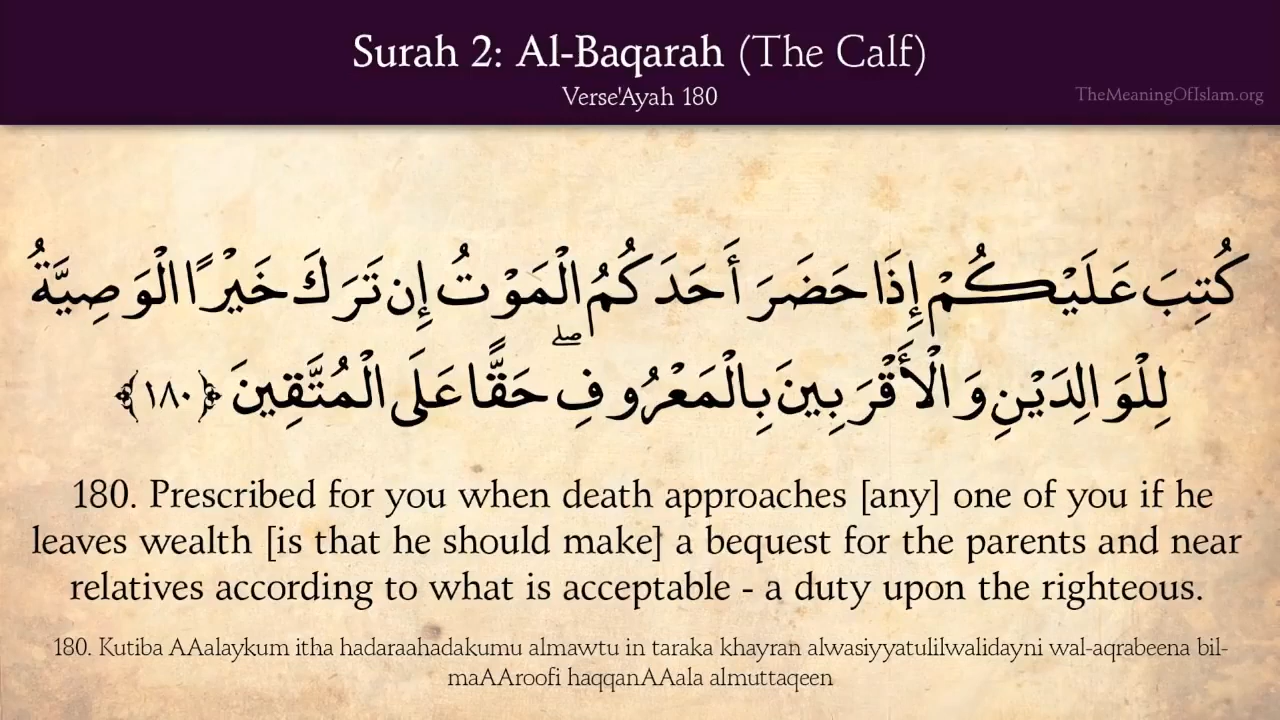 Surah 2: Al-Baqarah (The Calf)
Verse'Ayah 180
TheMeaningOfIslam.org
كُتِبَ عَلَيْكُمْ إِذَا حَضَرَ أَحَدَكُمُ الْمَوْتُ إِن تَرَكَ خَيْرًا الْوَصِيَّةُ
لِلْوَالِدَيْنِ وَالْأَقْرَبِينَ بِالْمَعْرُوفِ ۖ حَقًّا عَلَى الْمُتَّقِينَ ﴿١٨٠﴾
180. Prescribed for you when death approaches [any] one of you if he
leaves wealth [is that he should make] a bequest for the parents and near
relatives according to what is acceptable - a duty upon the righteous.
180. Kutiba AAalaykum itha hadaraahadakumu almawtu in taraka khayran alwasiyyatulilwalidayni wal-aqrabeena bil-
maAAroofi haqqanAAala almuttaqeen